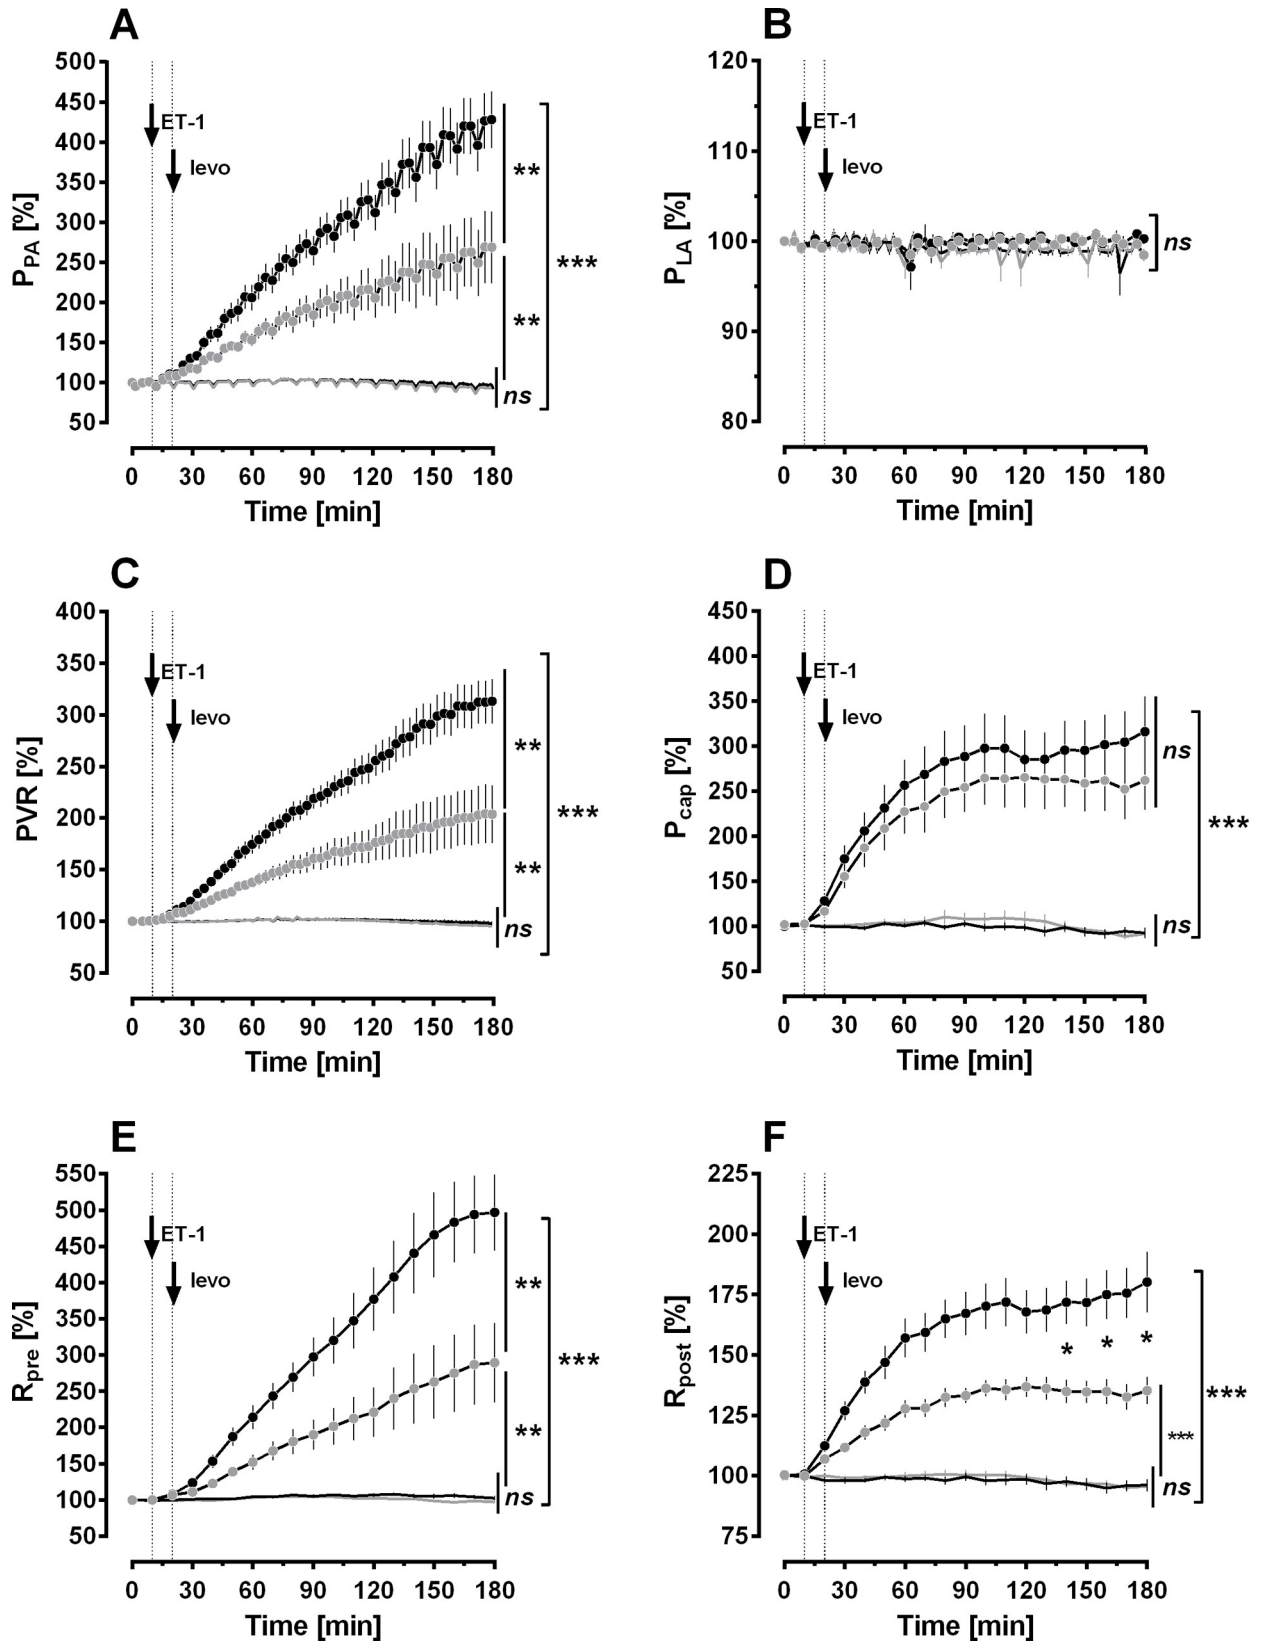 A
500
450
400
350
300
250
200
150
100
50
P_PA [%]
ET-1
levo
**
**
***
ns
0 30 60 90 120 150 180
Time [min]
B
120
110
100
90
80
P_LA [%]
ET-1
levo
ns
0 30 60 90 120 150 180
Time [min]
C
400
350
300
250
200
150
100
50
PVR [%]
ET-1
levo
**
**
***
ns
0 30 60 90 120 150 180
Time [min]
D
450
400
350
300
250
200
150
100
50
P_cap [%]
ET-1
levo
ns
***
ns
0 30 60 90 120 150 180
Time [min]
E
550
500
450
400
350
300
250
200
150
100
50
R_pre [%]
ET-1
levo
**
***
**
ns
0 30 60 90 120 150 180
Time [min]
F
225
200
175
150
125
100
75
R_post [%]
ET-1
levo
* * *
***
***
ns
0 30 60 90 120 150 180
Time [min]